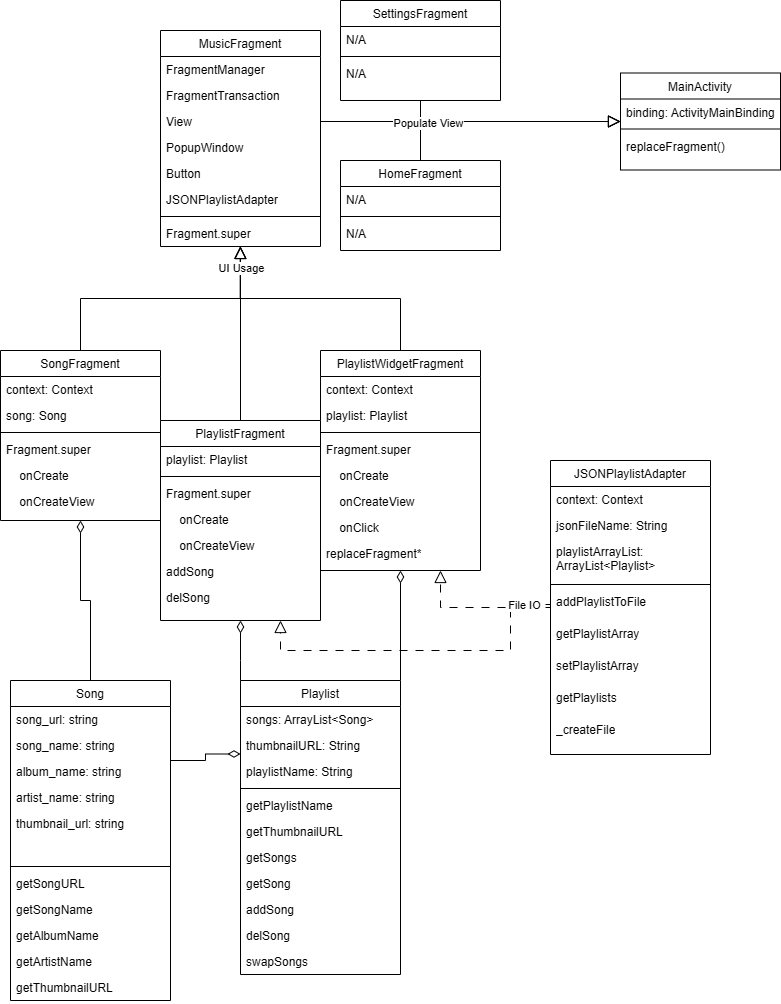 SettingsFragment
N/A
N/A
MusicFragment
FragmentManager
FragmentTransaction
View
PopupWindow
Button
JSONPlaylistAdapter
Fragment.super
Populate View
MainActivity
binding: ActivityMainBinding
replaceFragment()
HomeFragment
N/A
N/A
UI Usage
SongFragment
context: Context
song: Song
Fragment.super
onCreate
onCreateView
PlaylistFragment
playlist: Playlist
Fragment.super
onCreate
onCreateView
addSong
delSong
PlaylistWidgetFragment
context: Context
playlist: Playlist
Fragment.super
onCreate
onCreateView
onClick
replaceFragment*
File IO
JSONPlaylistAdapter
context: Context
jsonFileName: String
playlistArrayList:
ArrayList<Playlist>
addPlaylistToFile
getPlaylistArray
setPlaylistArray
getPlaylists
_createFile
Song
song_url: string
song_name: string
album_name: string
artist_name: string
thumbnail_url: string
getSongURL
getSongName
getAlbumName
getArtistName
getThumbnailURL
Playlist
songs: ArrayList<Song>
thumbnailURL: String
playlistName: String
getPlaylistName
getThumbnailURL
getSongs
getSong
addSong
delSong
swapSongs